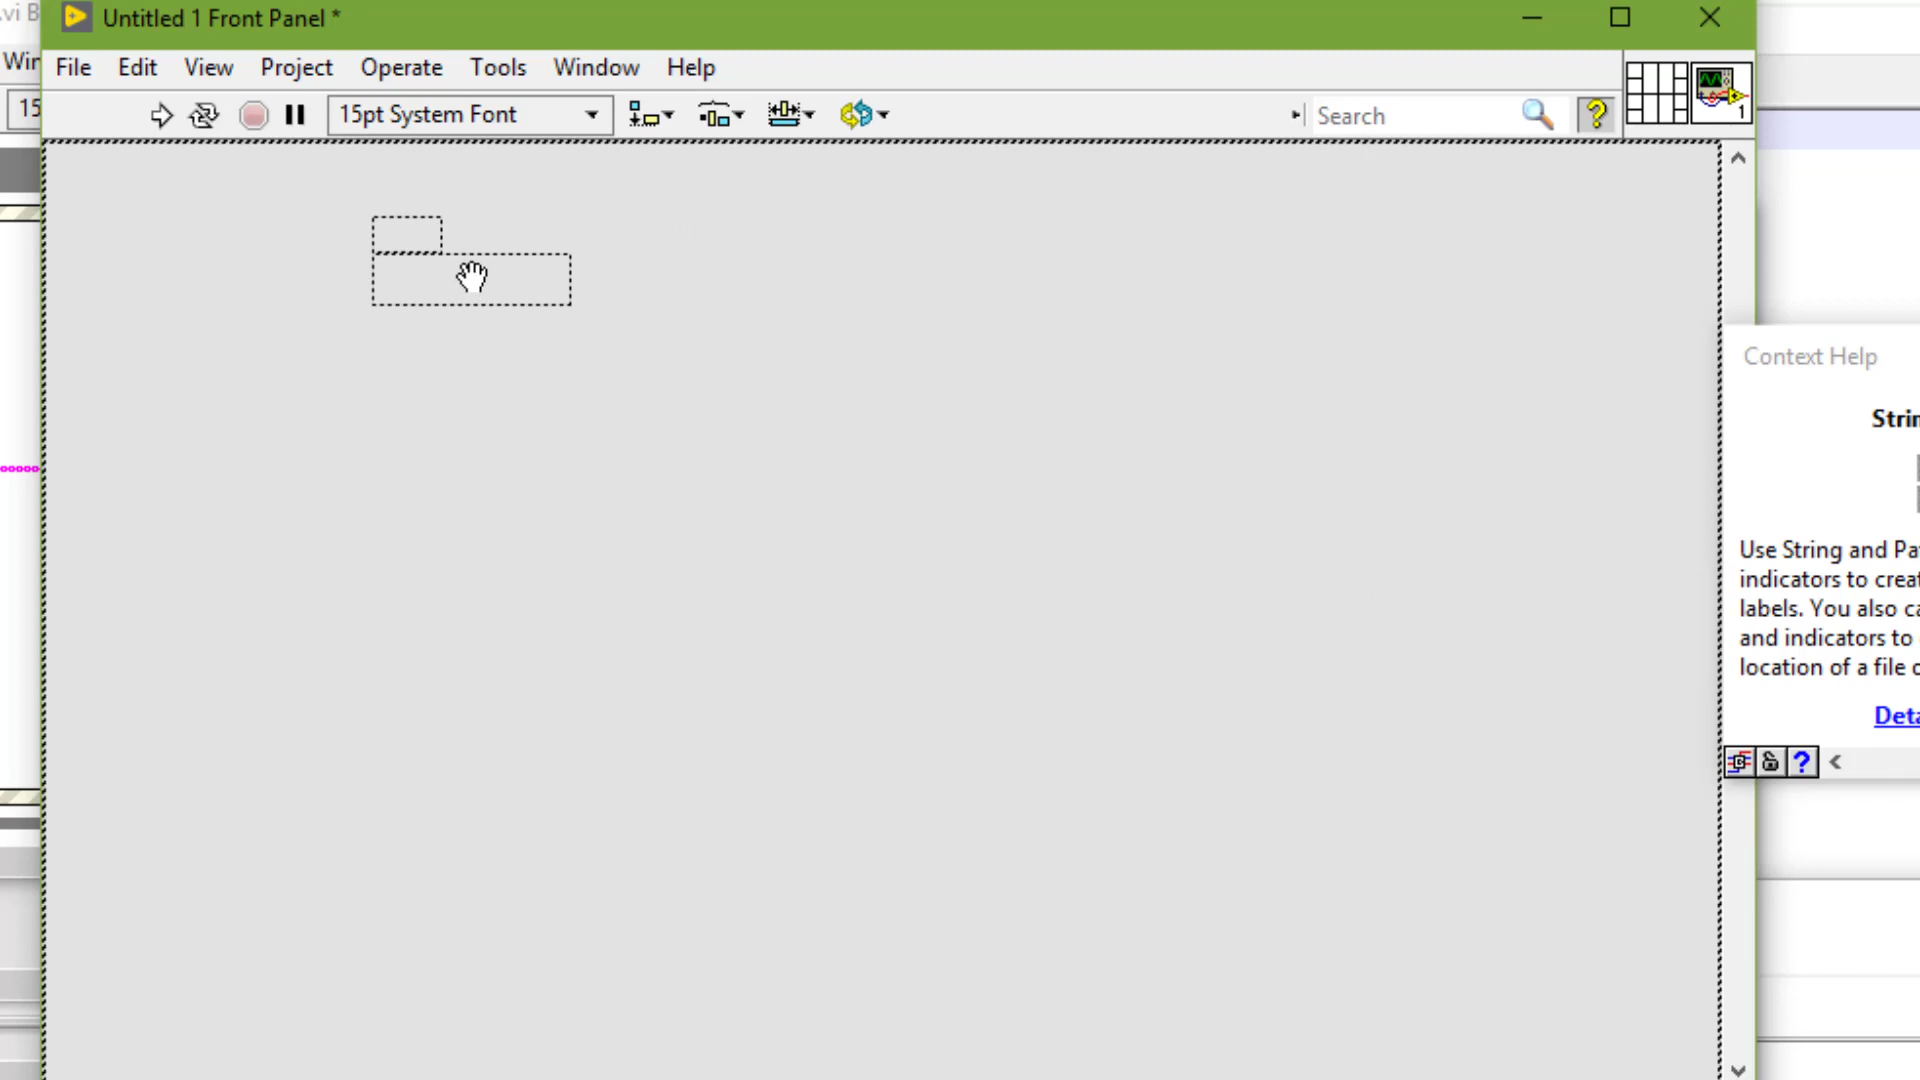 .vi B
Untitled 1 Front Panel *
Win
File Edit View Project Operate Tools Window Help
15
15pt System Font
Search
?
1
Context Help
Strin
Use String and Pa
indicators to creat
labels. You also ca
and indicators to
location of a file o
Deta
?